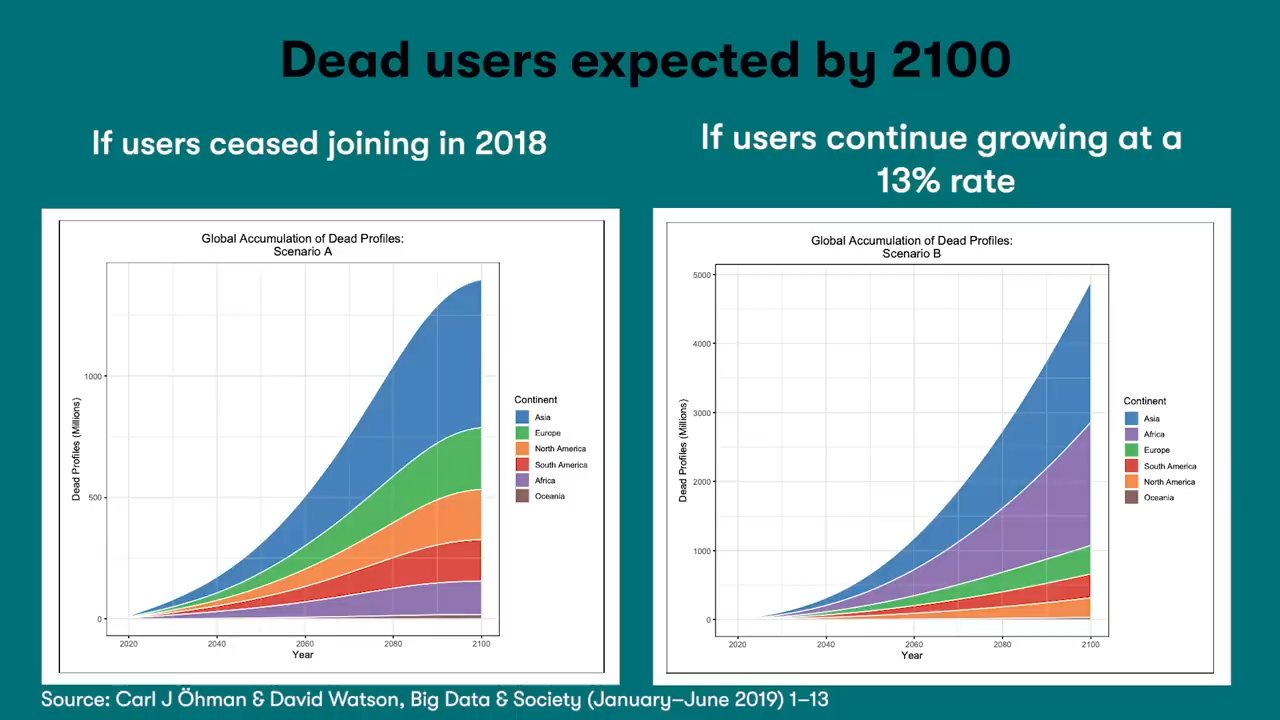 Dead users expected by 2100
If users ceased joining in 2018
Global Accumulation of Dead Profiles:
Scenario A
Dead Profiles (Millions)
1000
500
0
2020 2040 2060 2080 2100
Year
Continent
Asia
Europe
North America
South America
Africa
Oceania
If users continue growing at a
13% rate
Global Accumulation of Dead Profiles:
Scenario B
Dead Profiles (Millions)
5000
4000
3000
2000
1000
0
2020 2040 2060 2080 2100
Year
Continent
Asia
Africa
Europe
South America
North America
Oceania
Source: Carl J Öhman & David Watson, Big Data & Society (January–June 2019) 1–13